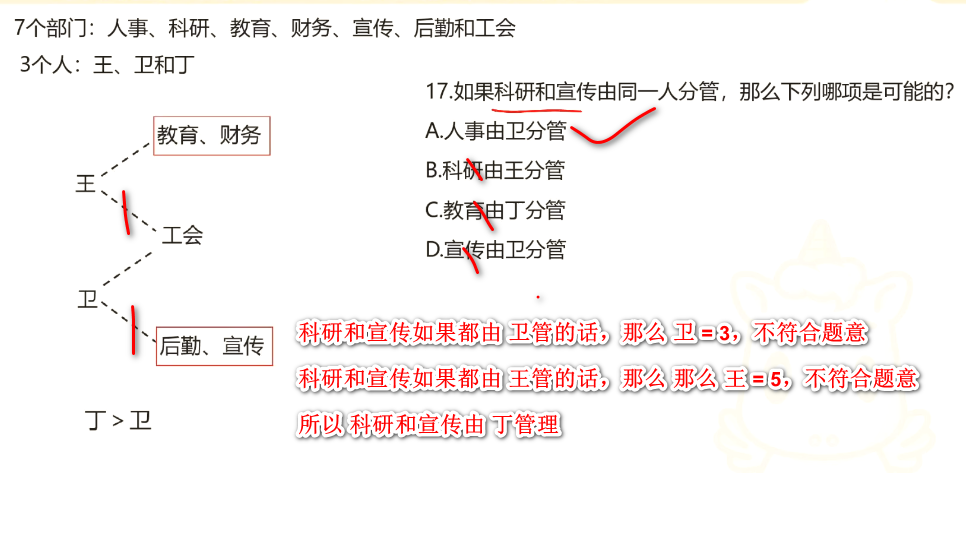 7个部门：人事、科研、教育、财务、宣传、后勤和工会
3个人：王、卫和丁
17.如果科研和宣传由同一人分管，那么下列哪项是可能的？
A.人事由卫分管
B.科研由王分管
C.教育由丁分管
D.宣传由卫分管
教育、财务
王
工会
卫
后勤、宣传
丁 > 卫
科研和宣传如果都由 卫管的话，那么 卫 = 3，不符合题意
科研和宣传如果都由 王管的话，那么 那么 王 = 5，不符合题意
所以 科研和宣传由 丁管理